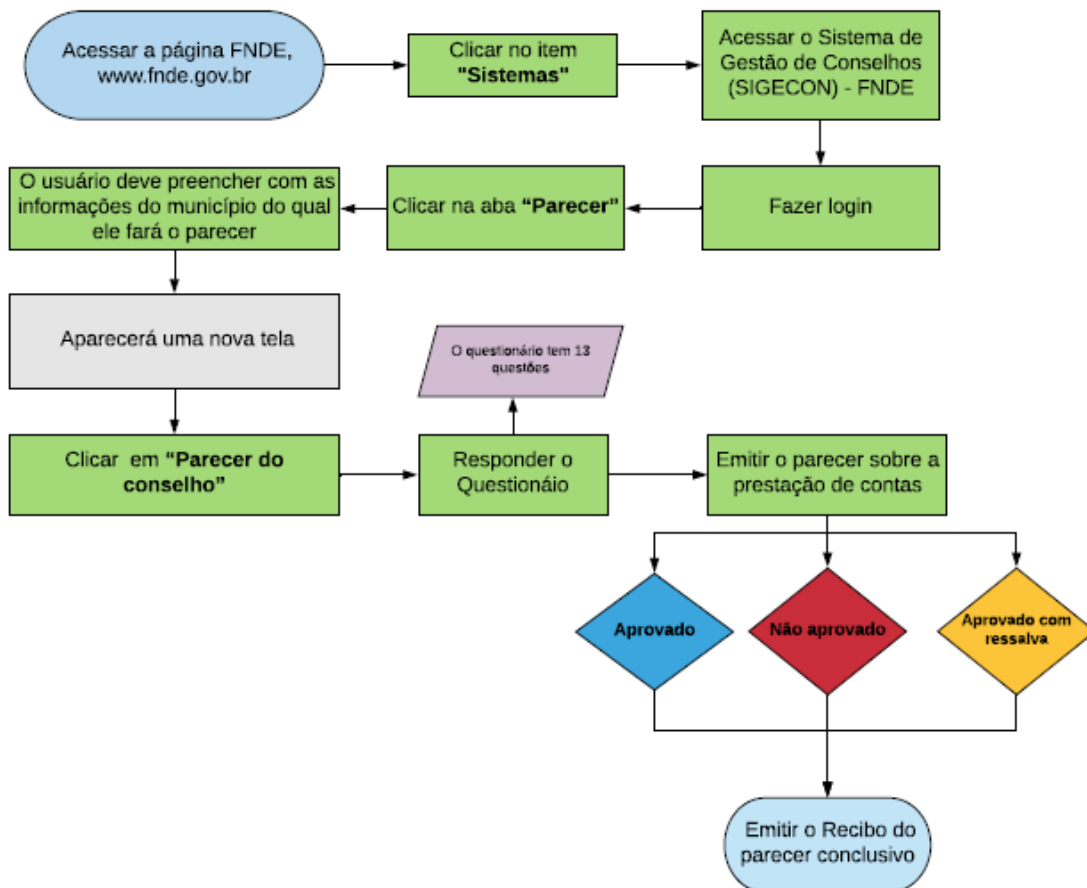 Acessar a página FNDE,
www.fnde.gov.br
Clicar no item
"Sistemas"
Acessar o Sistema de
Gestão de Conselhos
(SIGECON) - FNDE
Fazer login
Clicar na aba “Parecer”
O usuário deve preencher com as
informações do município do qual
ele fará o parecer
Aparecerá uma nova tela
Clicar em “Parecer do
conselho”
Responder o
Questionáio
O questionário tem 13
questões
Emitir o parecer sobre a
prestação de contas
Aprovado
Não aprovado
Aprovado com
ressalva
Emitir o Recibo do
parecer conclusivo